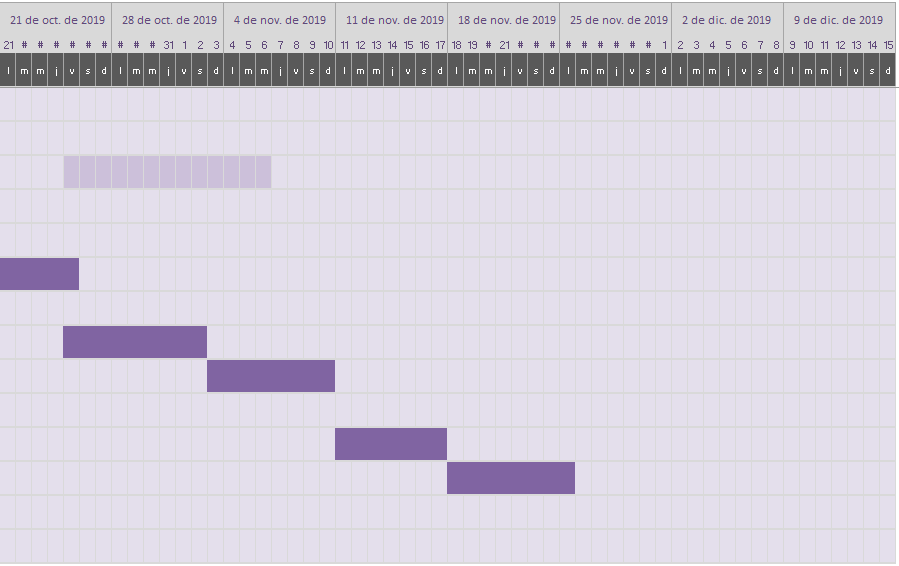 21 de oct. de 2019 28 de oct. de 2019 4 de nov. de 2019 11 de nov. de 2019 18 de nov. de 2019 25 de nov. de 2019 2 de dic. de 2019 9 de dic. de 2019
21 # # # # # # # # # 31 1 2 3 4 5 6 7 8 9 10 11 12 13 14 15 16 17 18 19 # 21 # # # # # # # # # 1 2 3 4 5 6 7 8 9 10 11 12 13 14 15
l m m j v s d l m m j v s d l m m j v s d l m m j v s d l m m j v s d l m m j v s d l m m j v s d l m m j v s d